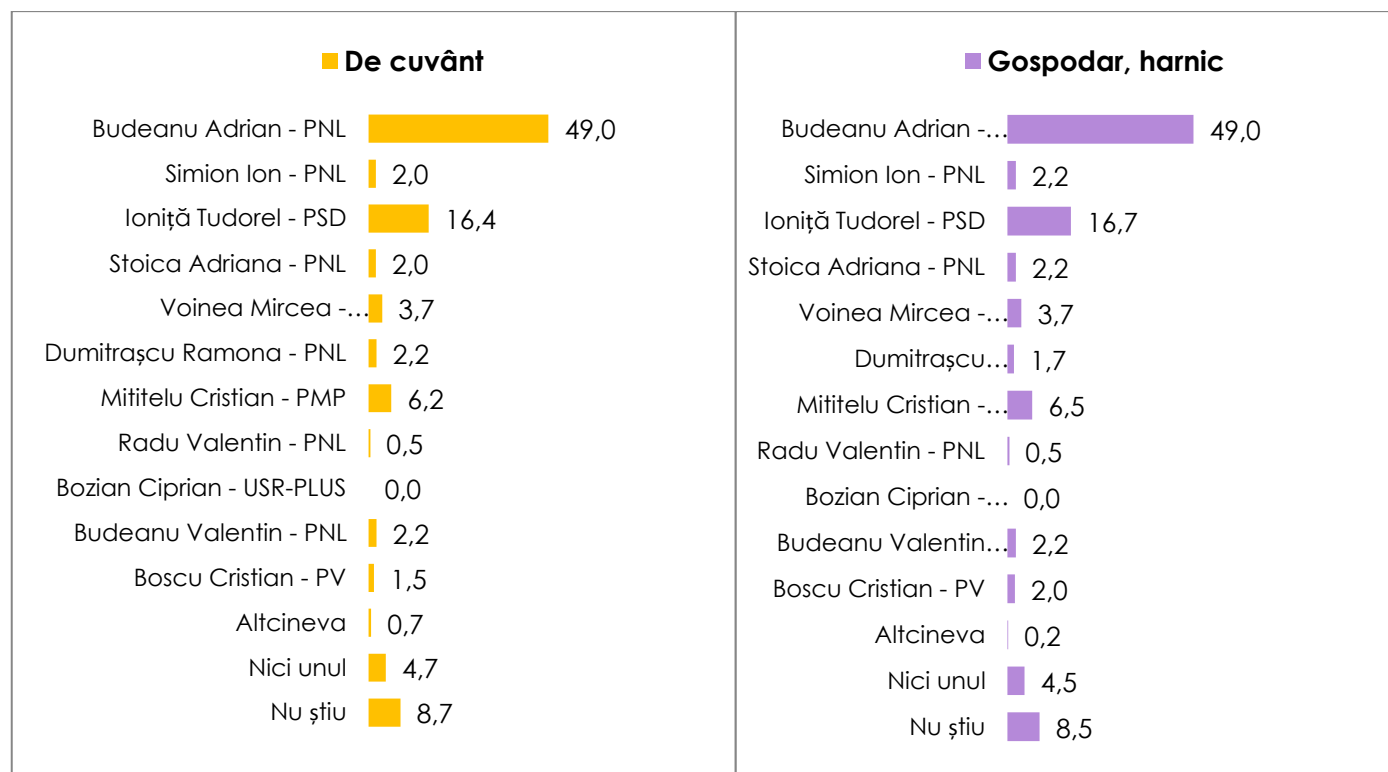 De cuvânt
Budeanu Adrian - PNL 49,0
Simion Ion - PNL 2,0
Ioniță Tudorel - PSD 16,4
Stoica Adriana - PNL 2,0
Voinea Mircea -… 3,7
Dumitrașcu Ramona - PNL 2,2
Mititelu Cristian - PMP 6,2
Radu Valentin - PNL 0,5
Bozian Ciprian - USR-PLUS 0,0
Budeanu Valentin - PNL 2,2
Boscu Cristian - PV 1,5
Altcineva 0,7
Nici unul 4,7
Nu știu 8,7
Gospodar, harnic
Budeanu Adrian -… 49,0
Simion Ion - PNL 2,2
Ioniță Tudorel - PSD 16,7
Stoica Adriana - PNL 2,2
Voinea Mircea -… 3,7
Dumitrașcu… 1,7
Mititelu Cristian -… 6,5
Radu Valentin - PNL 0,5
Bozian Ciprian -… 0,0
Budeanu Valentin… 2,2
Boscu Cristian - PV 2,0
Altcineva 0,2
Nici unul 4,5
Nu știu 8,5